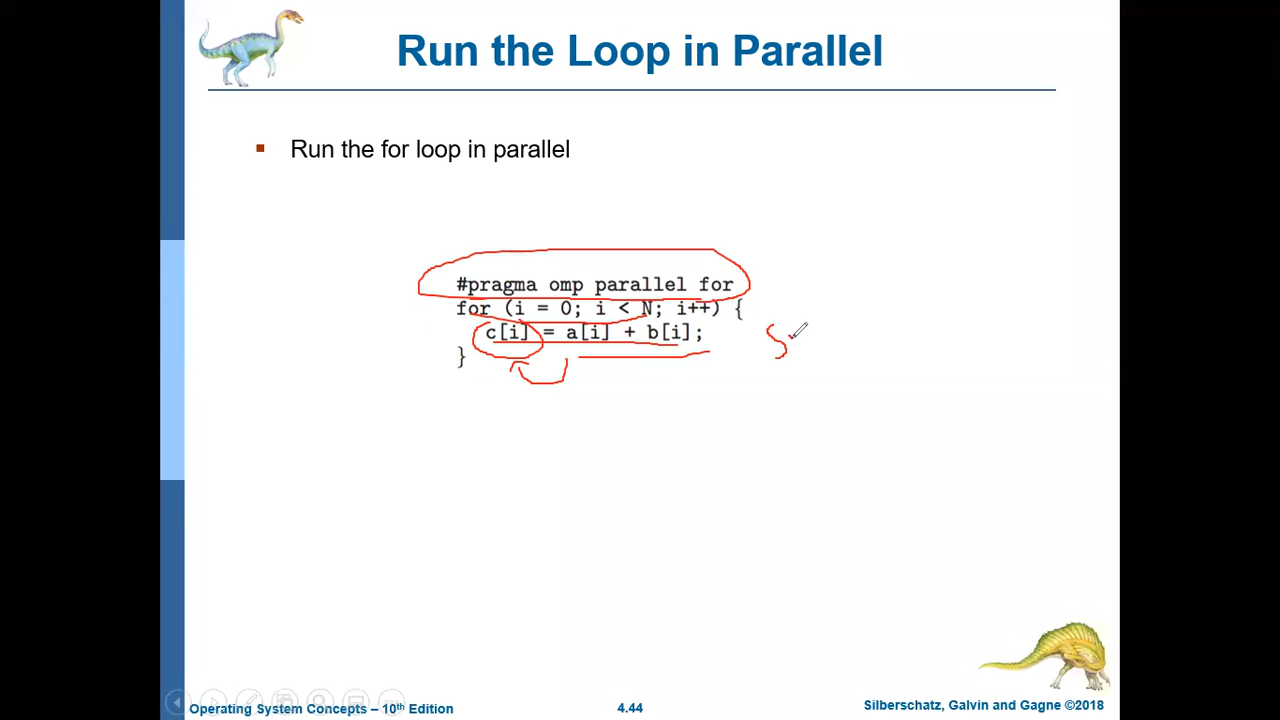 Run the Loop in Parallel
▪ Run the for loop in parallel
#pragma omp parallel for
for (i = 0; i < N; i++) {
c[i] = a[i] + b[i];
}
S
Operating System Concepts – 10th Edition
4.44
Silberschatz, Galvin and Gagne ©2018